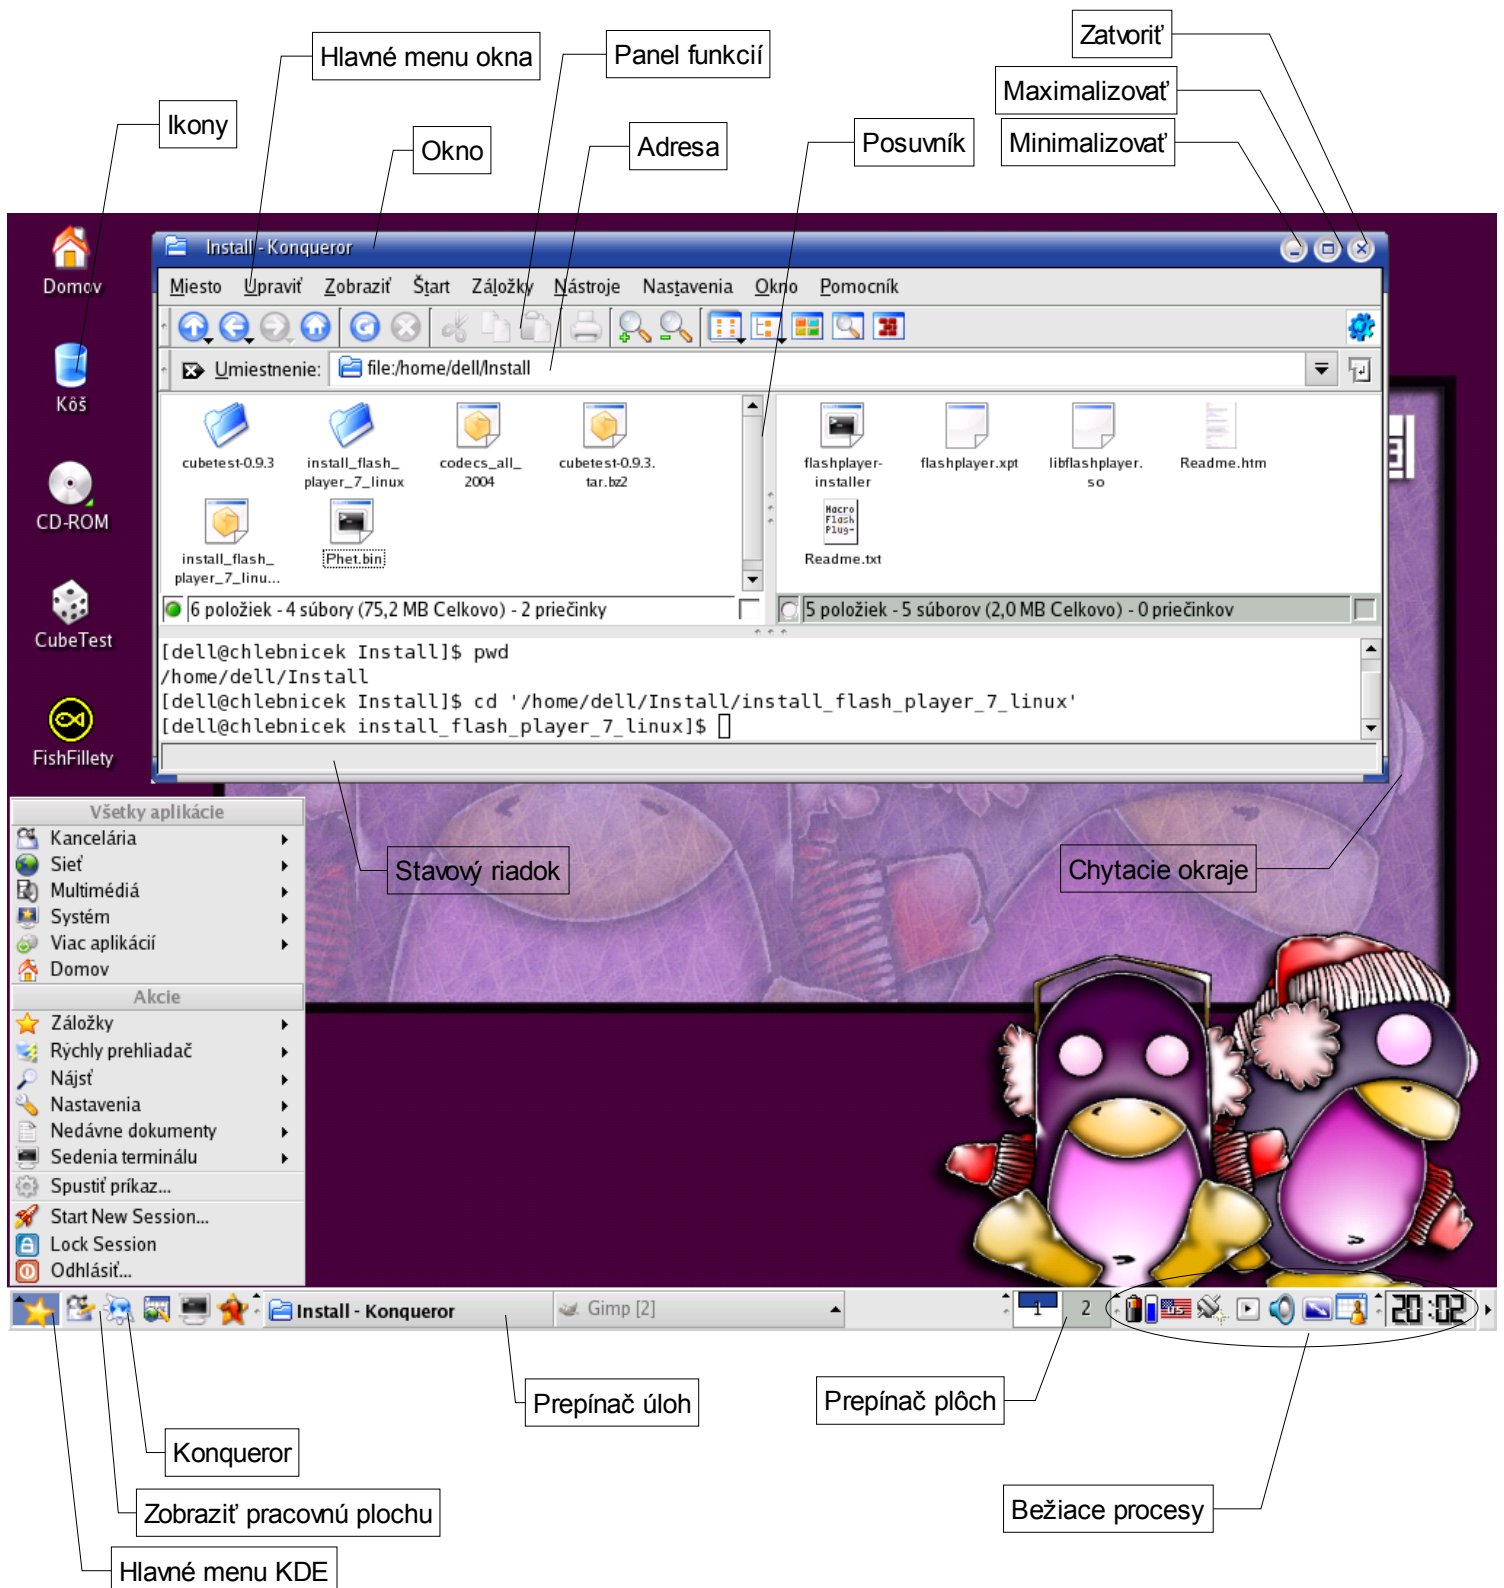 Zatvoriť
Hlavné menu okna
Panel funkcií
Maximalizovať
Ikony
Okno
Adresa
Posuvník
Minimalizovať
Domov
Kôš
CD-ROM
CubeTest
FishFillety
Install - Konqueror
Miesto Upraviť Zobraziť Štart Záložky Nástroje Nastavenia Okno Pomocník
Umiestnenie: file:/home/dell/Install
cubetest-0.9.3
install_flash_
player_7_linux
codecs_all_
2004
cubetest-0.9.3.
tar.bz2
install_flash_
player_7_linu...
Phet.bin
flashplayer-
installer
flashplayer.xpt
libflashplayer.
so
Readme.htm
Macro
Flash
Plug-
Readme.txt
6 položiek - 4 súbory (75,2 MB Celkovo) - 2 priečinky
5 položiek - 5 súborov (2,0 MB Celkovo) - 0 priečinkov
[dell@chlebnicek Install]$ pwd
/home/dell/Install
[dell@chlebnicek Install]$ cd '/home/dell/Install/install_flash_player_7_linux'
[dell@chlebnicek install_flash_player_7_linux]$
Stavový riadok
Chytacie okraje
Všetky aplikácie
Kancelária
Sieť
Multimédiá
Systém
Viac aplikácií
Domov
Akcie
Záložky
Rýchly prehliadač
Nájsť
Nastavenia
Nedávne dokumenty
Sedenia terminálu
Spustiť príkaz...
Start New Session...
Lock Session
Odhlásiť...
Install - Konqueror
Gimp [2]
1
2
us
20:02
Prepínač úloh
Prepínač plôch
Konqueror
Zobraziť pracovnú plochu
Bežiace procesy
Hlavné menu KDE